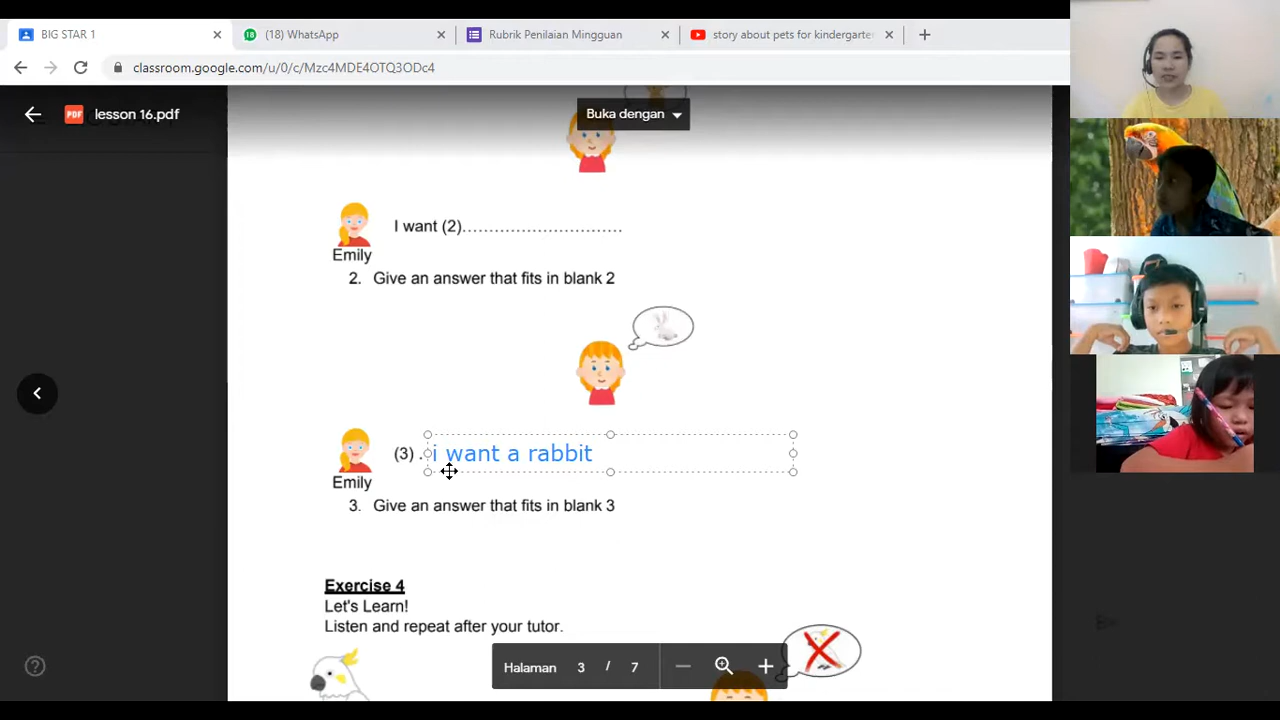 BIG STAR 1
(18) WhatsApp
Rubrik Penilaian Mingguan
story about pets for kindergarte
classroom.google.com/u/0/c/Mzc4MDE4OTQ3ODc4
PDF lesson 16.pdf
Buka dengan
I want (2)..............................
Emily
2. Give an answer that fits in blank 2
(3) . i want a rabbit
Emily
3. Give an answer that fits in blank 3
Exercise 4
Let's Learn!
Listen and repeat after your tutor.
Halaman 3 / 7